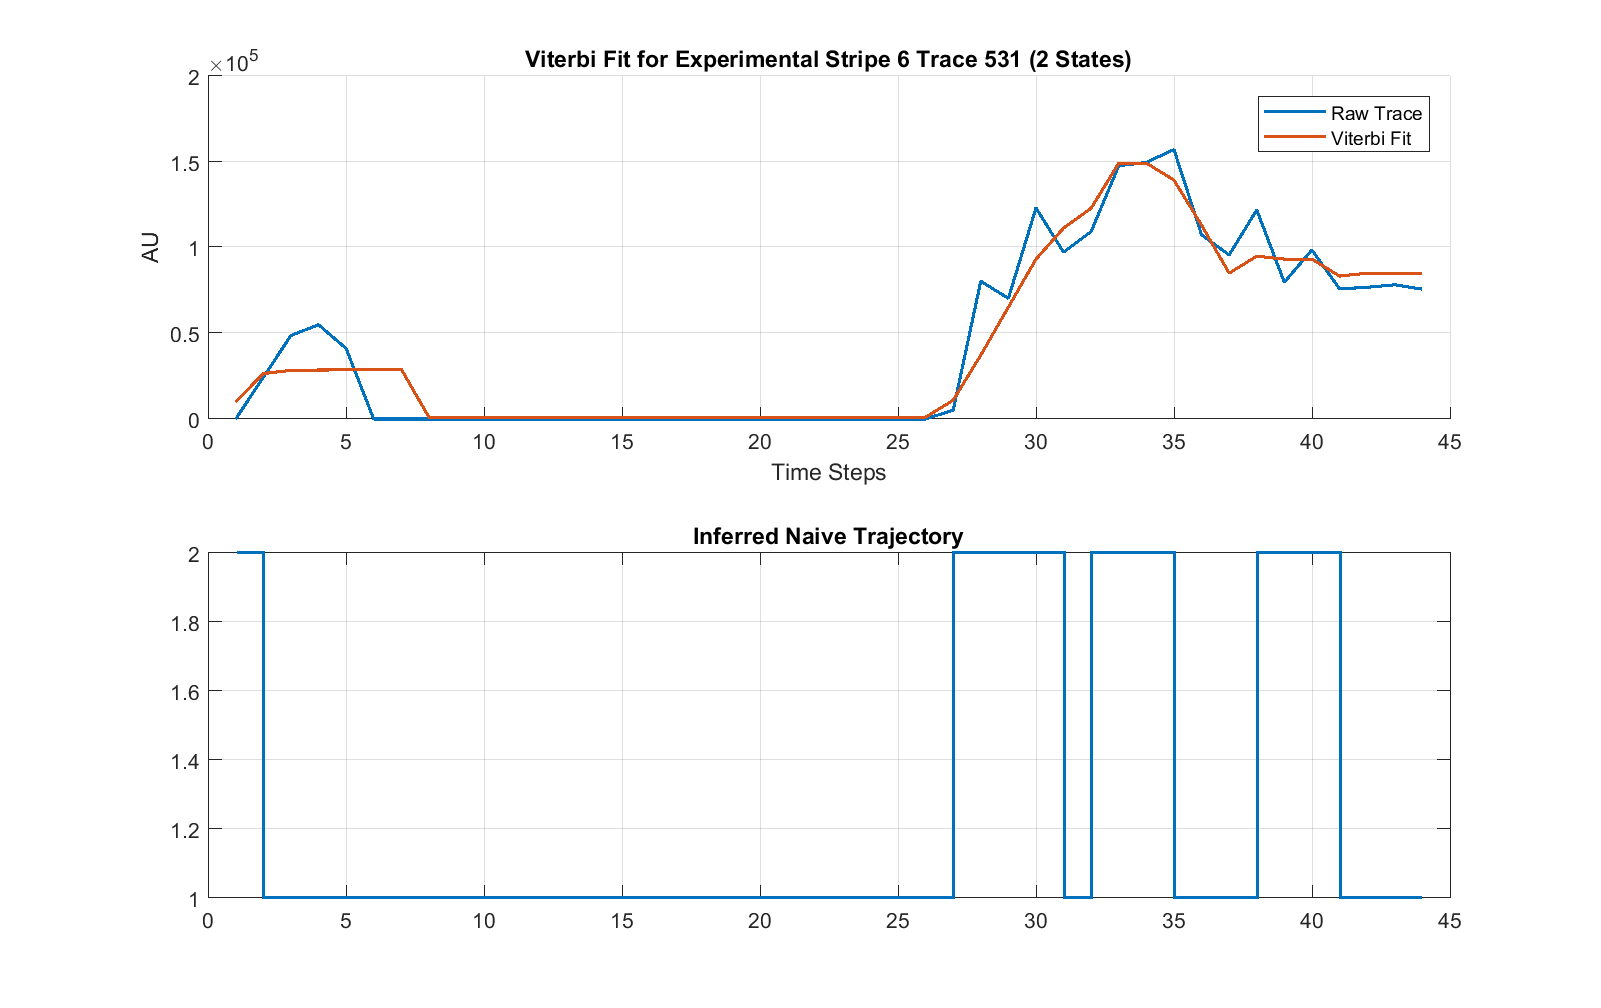 Viterbi Fit for Experimental Stripe 6 Trace 531 (2 States)
×10^5
2
1.5
1
0.5
0
AU
Raw Trace
Viterbi Fit
0 5 10 15 20 25 30 35 40 45
Time Steps
Inferred Naive Trajectory
2
1.8
1.6
1.4
1.2
1
0 5 10 15 20 25 30 35 40 45